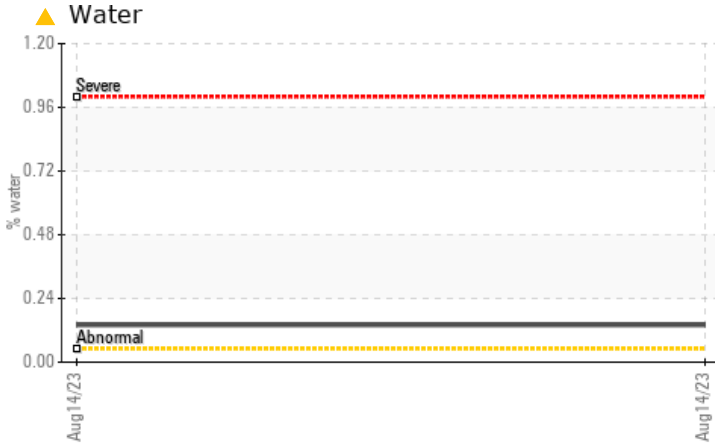 Water
1.20
Severe
0.96
0.72
% water
0.48
0.24
Abnormal
0.00
Aug14/23
Aug14/23